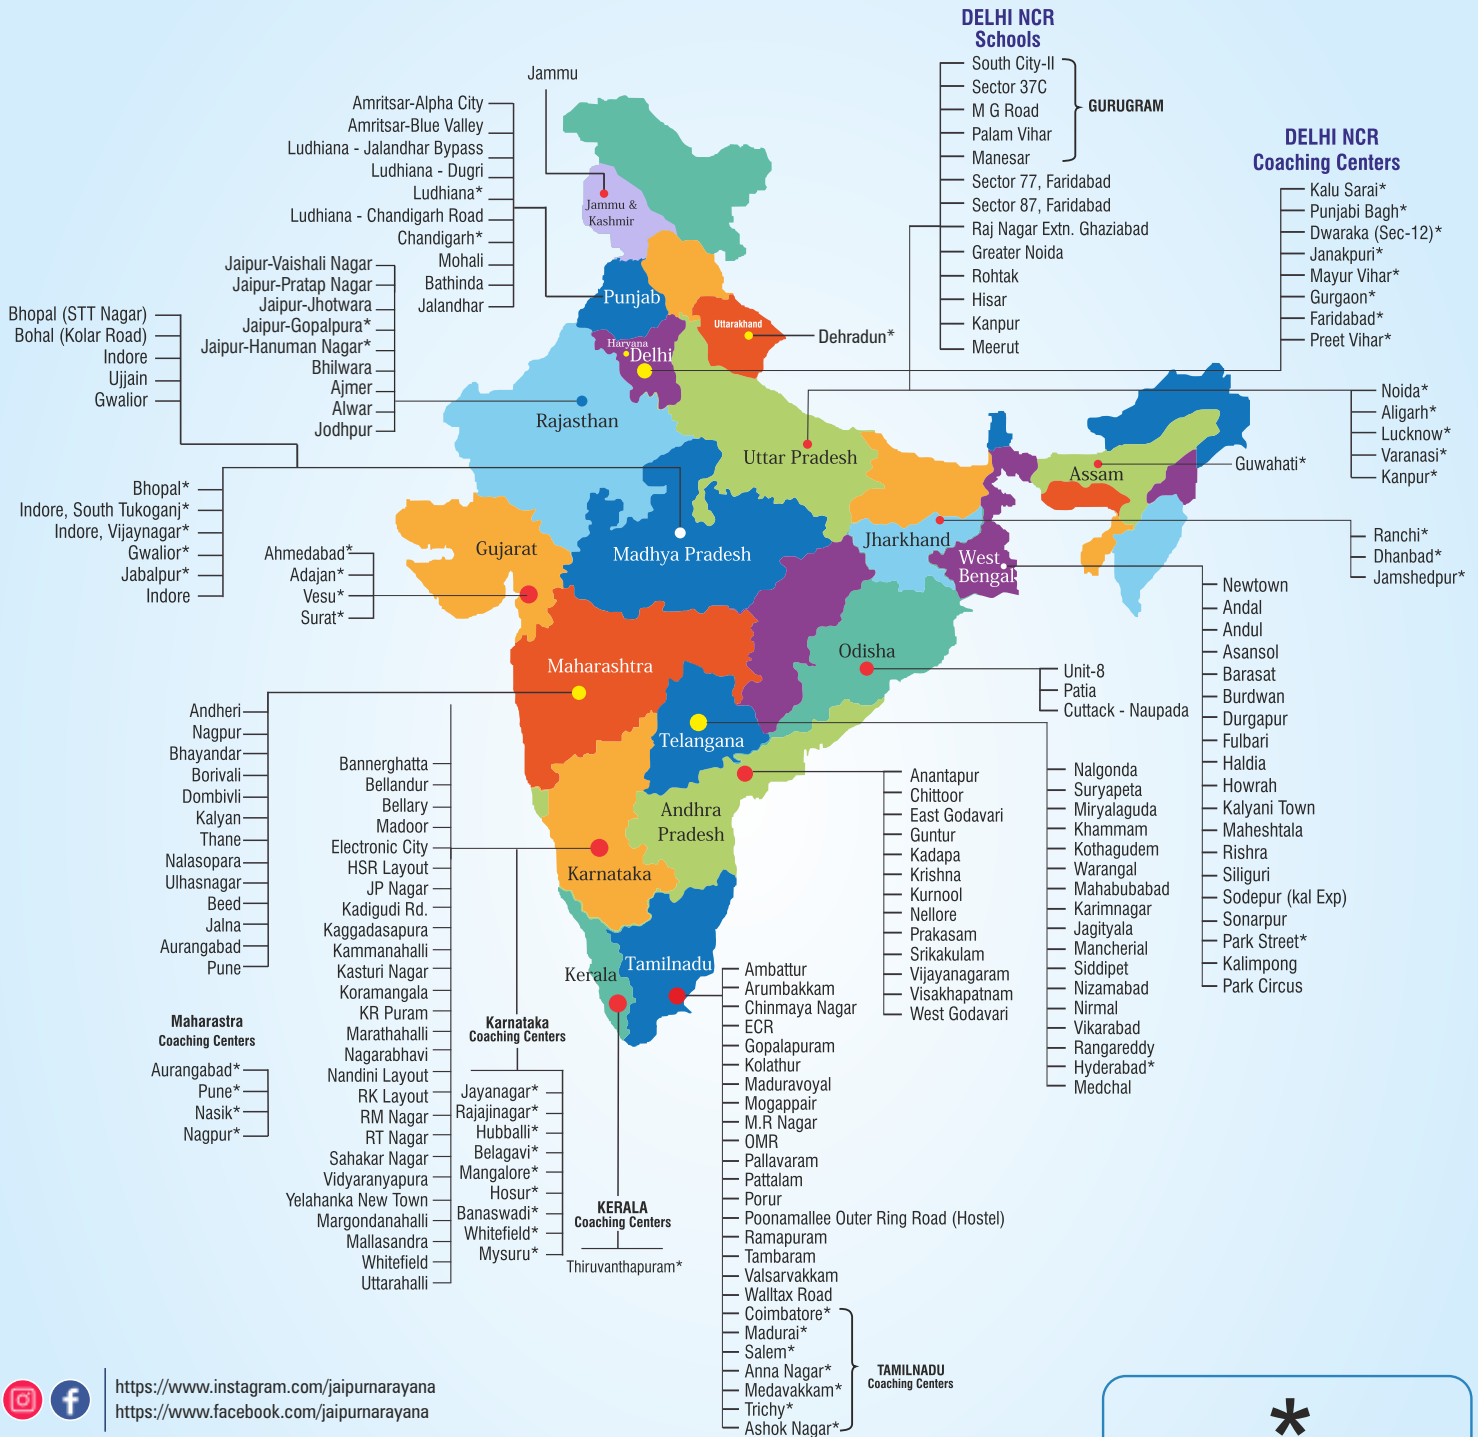 DELHI NCR
Schools
South City-II
Sector 37C
M G Road
Palam Vihar
Manesar
GURUGRAM
Sector 77, Faridabad
Sector 87, Faridabad
Raj Nagar Extn. Ghaziabad
Greater Noida
Rohtak
Hisar
Kanpur
Meerut
DELHI NCR
Coaching Centers
Kalu Sarai*
Punjabi Bagh*
Dwaraka (Sec-12)*
Janakpuri*
Mayur Vihar*
Gurgaon*
Faridabad*
Preet Vihar*
Jammu
Amritsar-Alpha City
Amritsar-Blue Valley
Ludhiana - Jalandhar Bypass
Ludhiana - Dugri
Ludhiana*
Ludhiana - Chandigarh Road
Chandigarh*
Mohali
Bathinda
Jalandhar
Jaipur-Vaishali Nagar
Jaipur-Pratap Nagar
Jaipur-Jhotwara
Jaipur-Gopalpura*
Jaipur-Hanuman Nagar*
Bhilwara
Ajmer
Alwar
Jodhpur
Bhopal (STT Nagar)
Bohal (Kolar Road)
Indore
Ujjain
Gwalior
Bhopal*
Indore, South Tukoganj*
Indore, Vijaynagar*
Gwalior*
Jabalpur*
Indore
Ahmedabad*
Adajan*
Vesu*
Surat*
Jammu &
Kashmir
Punjab
Uttarakhand
Dehradun*
Haryana
Delhi
Rajasthan
Uttar Pradesh
Assam
Guwahati*
Noida*
Aligarh*
Lucknow*
Varanasi*
Kanpur*
Gujarat
Madhya Pradesh
Jharkhand
West
Bengal
Ranchi*
Dhanbad*
Jamshedpur*
Newtown
Andal
Andul
Asansol
Barasat
Burdwan
Durgapur
Fulbari
Haldia
Howrah
Kalyani Town
Maheshtala
Rishra
Siliguri
Sodepur (kal Exp)
Sonarpur
Park Street*
Kalimpong
Park Circus
Maharashtra
Odisha
Unit-8
Patia
Cuttack - Naupada
Telangana
Nalgonda
Suryapeta
Miryalaguda
Khammam
Kothagudem
Warangal
Mahabubabad
Karimnagar
Jagityala
Mancherial
Siddipet
Nizamabad
Nirmal
Vikarabad
Rangareddy
Hyderabad*
Medchal
Andhra
Pradesh
Anantapur
Chittoor
East Godavari
Guntur
Kadapa
Krishna
Kurnool
Nellore
Prakasam
Srikakulam
Vijayanagaram
Visakhapatnam
West Godavari
Andheri
Nagpur
Bhayandar
Borivali
Dombivli
Kalyan
Thane
Nalasopara
Ulhasnagar
Beed
Jalna
Aurangabad
Pune
Maharastra
Coaching Centers
Aurangabad*
Pune*
Nasik*
Nagpur*
Karnataka
Bannerghatta
Bellandur
Bellary
Madoor
Electronic City
HSR Layout
JP Nagar
Kadigudi Rd.
Kaggadasapura
Kammanahalli
Kasturi Nagar
Koramangala
KR Puram
Marathahalli
Nagarabhavi
Nandini Layout
RK Layout
RM Nagar
RT Nagar
Sahakar Nagar
Vidyaranyapura
Yelahanka New Town
Margondanahalli
Mallasandra
Whitefield
Uttarahalli
Karnataka
Coaching Centers
Jayanagar*
Rajajinagar*
Hubballi*
Belagavi*
Mangalore*
Hosur*
Banaswadi*
Whitefield*
Mysuru*
Kerala
KERALA
Coaching Centers
Thiruvanthapuram*
Tamilnadu
Ambattur
Arumbakkam
Chinmaya Nagar
ECR
Gopalapuram
Kolathur
Maduravoyal
Mogappair
M.R Nagar
OMR
Pallavaram
Pattalam
Porur
Poonamallee Outer Ring Road (Hostel)
Ramapuram
Tambaram
Valsarvakkam
Walltax Road
Coimbatore*
Madurai*
Salem*
Anna Nagar*
Medavakkam*
Trichy*
Ashok Nagar*
TAMILNADU
Coaching Centers
https://www.instagram.com/jaipurnarayana
https://www.facebook.com/jaipurnarayana
*